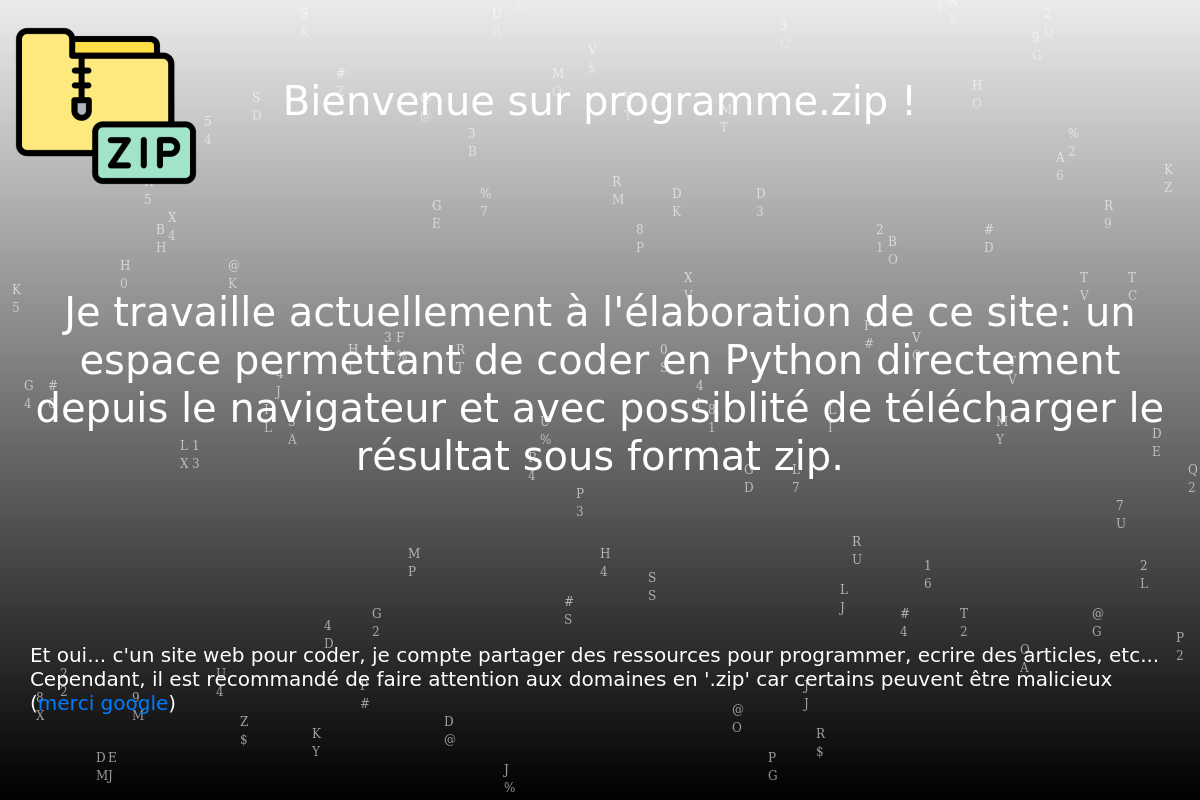 ZIP
Bienvenue sur programme.zip !
Je travaille actuellement à l'élaboration de ce site: un
espace permettant de coder en Python directement
depuis le navigateur et avec possiblité de télécharger le
résultat sous format zip.
Et oui... c'un site web pour coder, je compte partager des ressources pour programmer, ecrire des articles, etc...
Cependant, il est recommandé de faire attention aux domaines en '.zip' car certains peuvent être malicieux
(merci google)